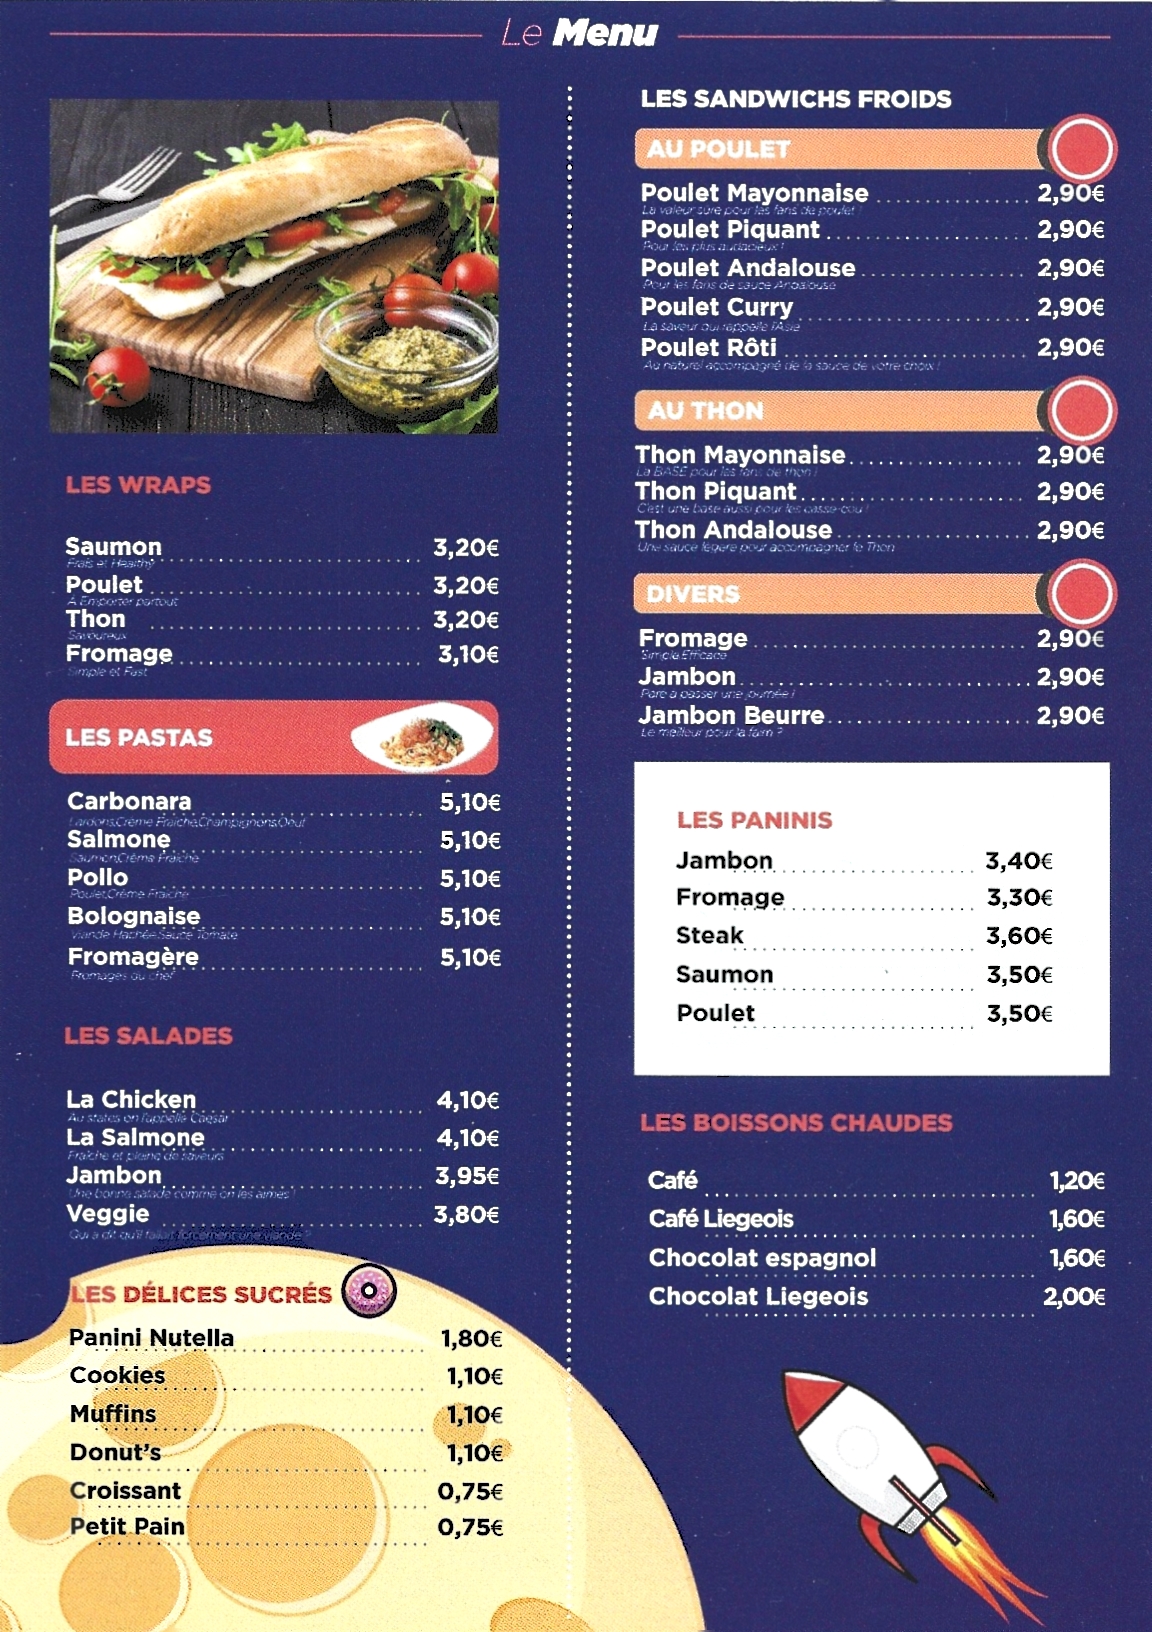 Le Menu
LES WRAPS
Saumon 3,20€
Frais et Healthy
Poulet 3,20€
A Emporter partout
Thon 3,20€
Savoureux
Fromage 3,10€
Simple et Fast
LES PASTAS
Carbonara 5,10€
Lardons,Crème Fraîche,Champignons,Oeuf
Salmone 5,10€
Saumon,Crème Fraîche
Pollo 5,10€
Poulet,Crème Fraîche
Bolognaise 5,10€
Viande Hachée,Sauce Tomate
Fromagère 5,10€
Fromages du chef
LES SALADES
La Chicken 4,10€
Au states on l'appelle Caesar
La Salmone 4,10€
Fraîche et pleine de saveurs
Jambon 3,95€
Une bonne salade comme on les aimes !
Veggie 3,80€
Qui a dit qu'il fallait forcement une viande ?
LES DÉLICES SUCRÉS
Panini Nutella 1,80€
Cookies 1,10€
Muffins 1,10€
Donut's 1,10€
Croissant 0,75€
Petit Pain 0,75€
LES SANDWICHS FROIDS
AU POULET
Poulet Mayonnaise 2,90€
La valeur sûre pour les fans de poulet !
Poulet Piquant 2,90€
Pour les plus audacieux !
Poulet Andalouse 2,90€
Pour les fans de sauce Andalouse
Poulet Curry 2,90€
La saveur qui rappelle l'Asie
Poulet Rôti 2,90€
Au naturel accompagné de la sauce de votre choix !
AU THON
Thon Mayonnaise 2,90€
La BASE pour les fans de thon !
Thon Piquant 2,90€
C'est une base aussi pour les casse-cou !
Thon Andalouse 2,90€
Une sauce légère pour accompagner le Thon
DIVERS
Fromage 2,90€
Simple Efficace
Jambon 2,90€
Pare à passer une journée !
Jambon Beurre 2,90€
Le meilleur pour la faim ?
LES PANINIS
Jambon 3,40€
Fromage 3,30€
Steak 3,60€
Saumon 3,50€
Poulet 3,50€
LES BOISSONS CHAUDES
Café 1,20€
Café Liegeois 1,60€
Chocolat espagnol 1,60€
Chocolat Liegeois 2,00€